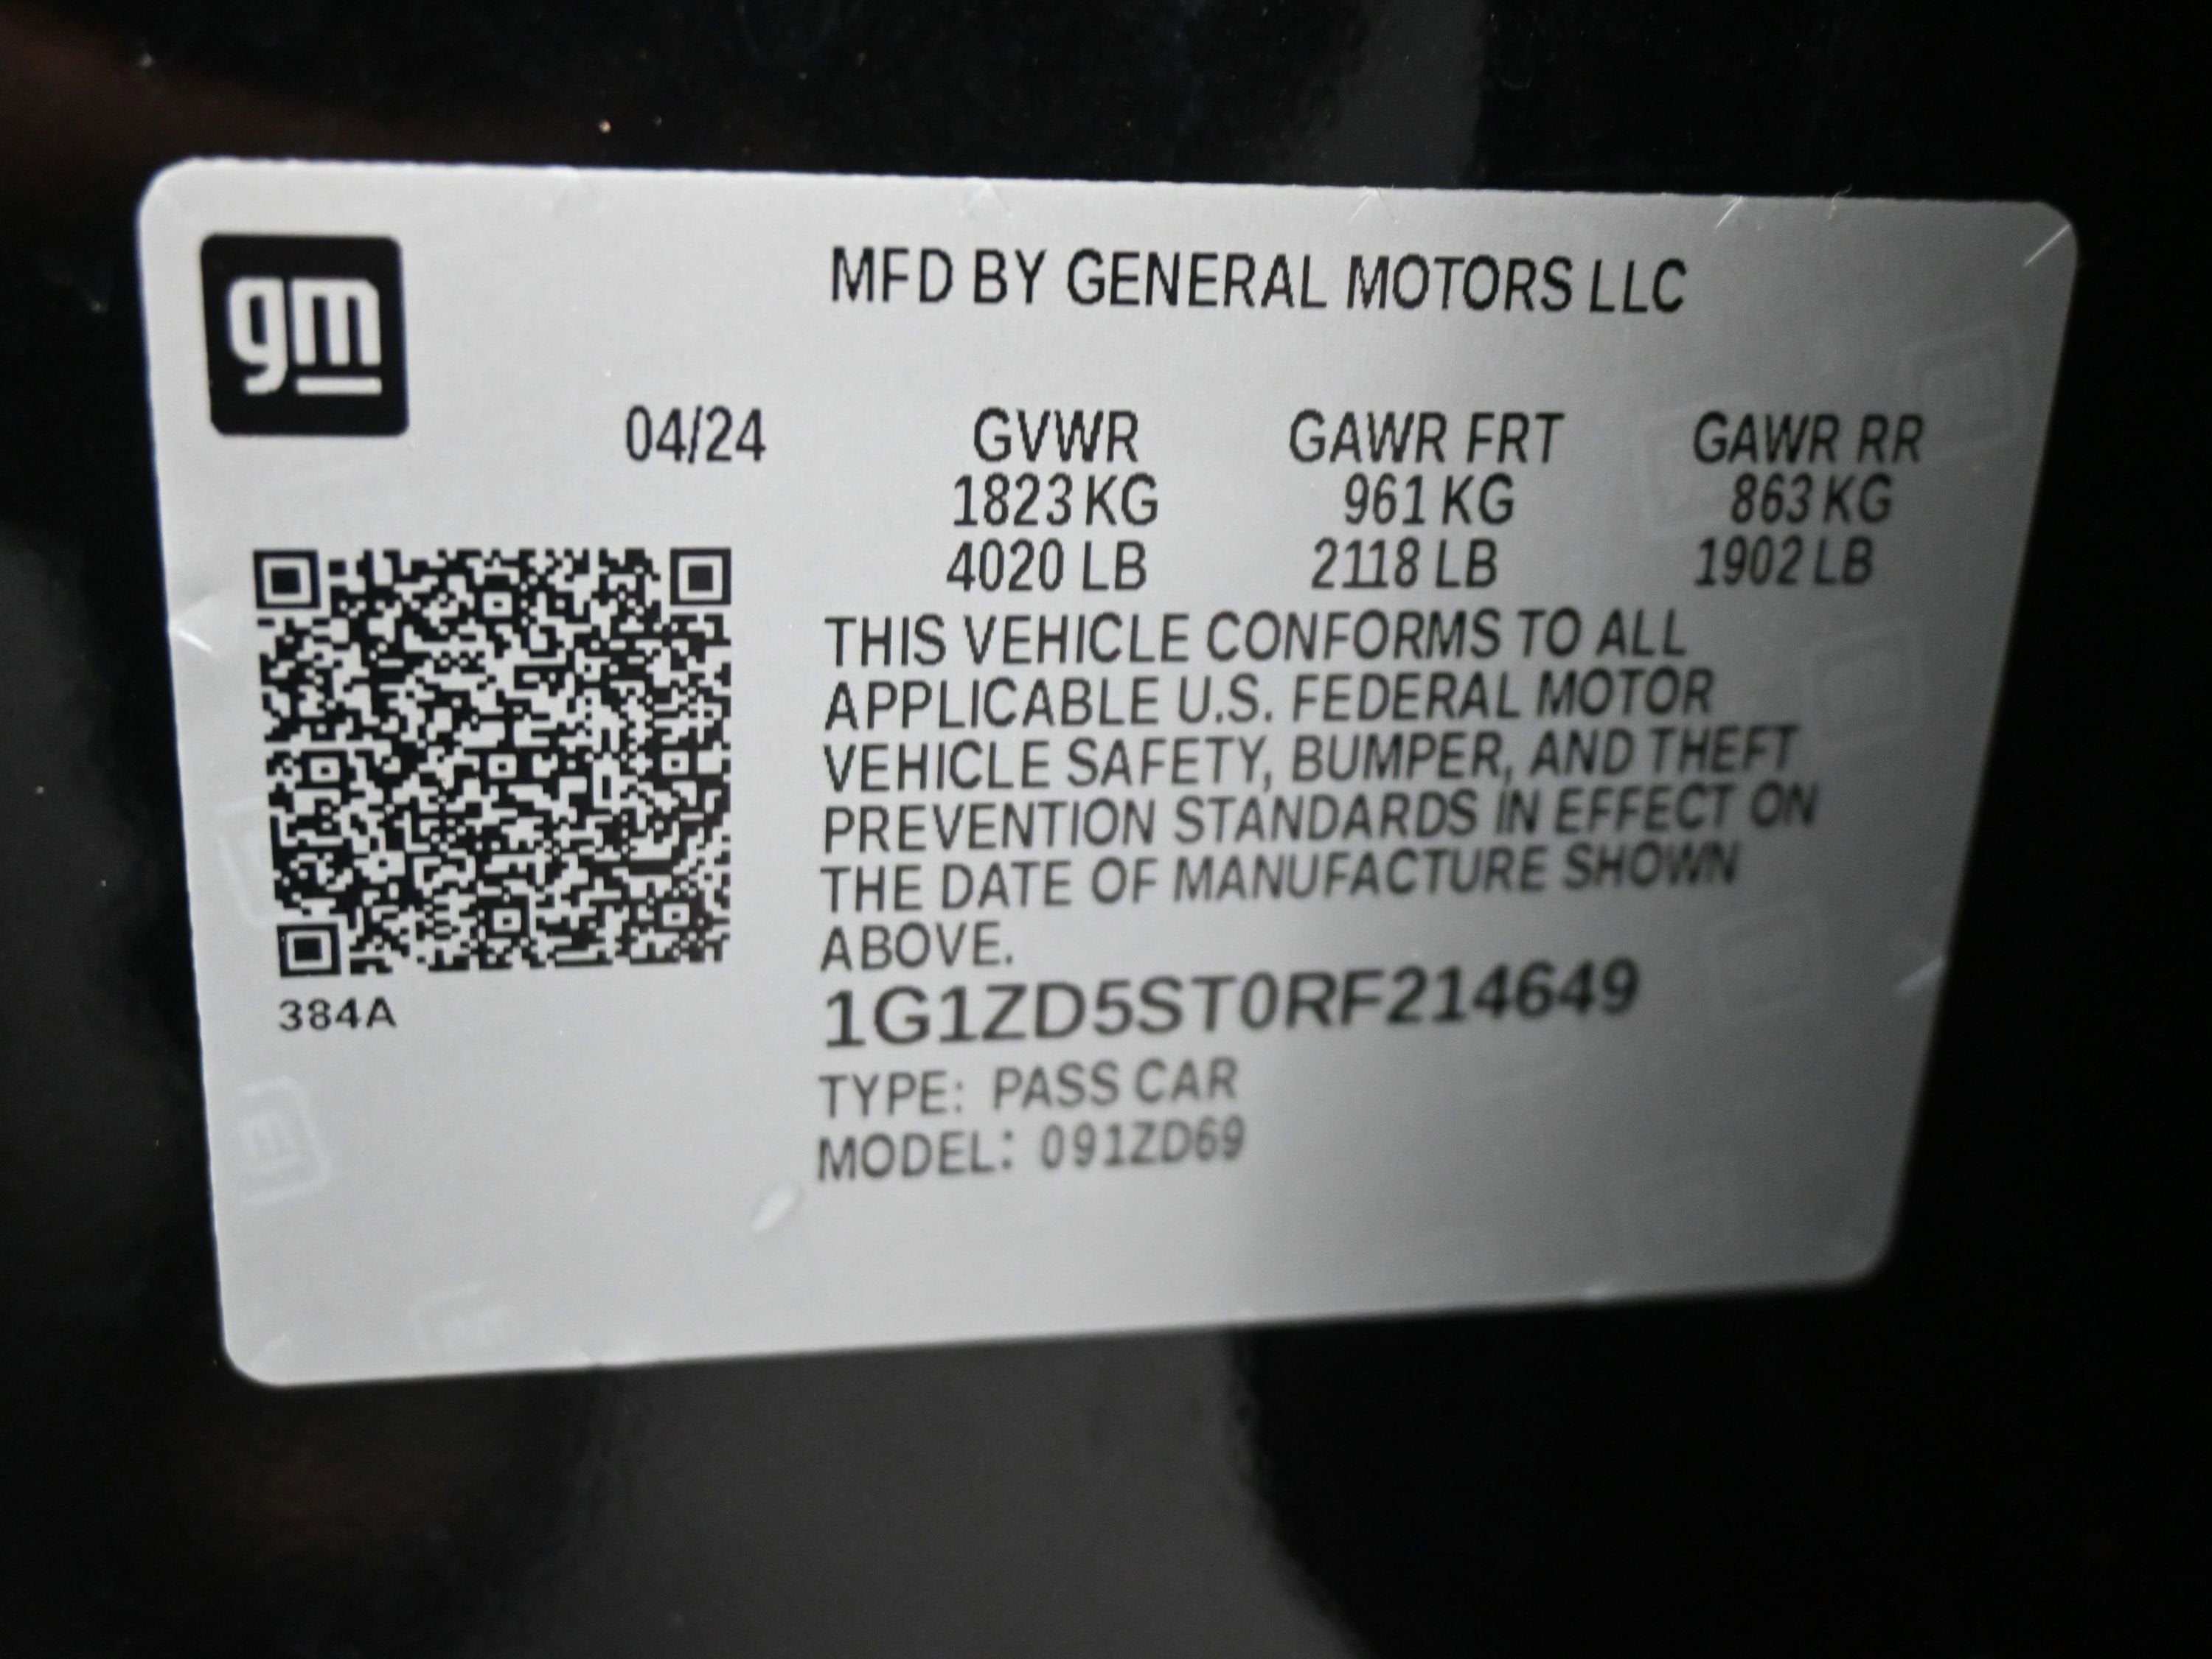 gm
MFD BY GENERAL MOTORS LLC
04/24 GVWR GAWR FRT GAWR RR
1823 KG 961 KG 863 KG
4020 LB 2118 LB 1902 LB
THIS VEHICLE CONFORMS TO ALL
APPLICABLE U.S. FEDERAL MOTOR
VEHICLE SAFETY, BUMPER, AND THEFT
PREVENTION STANDARDS IN EFFECT ON
THE DATE OF MANUFACTURE SHOWN
ABOVE.
384A
1G1ZD5ST0RF214649
TYPE: PASS CAR
MODEL: 091ZD69